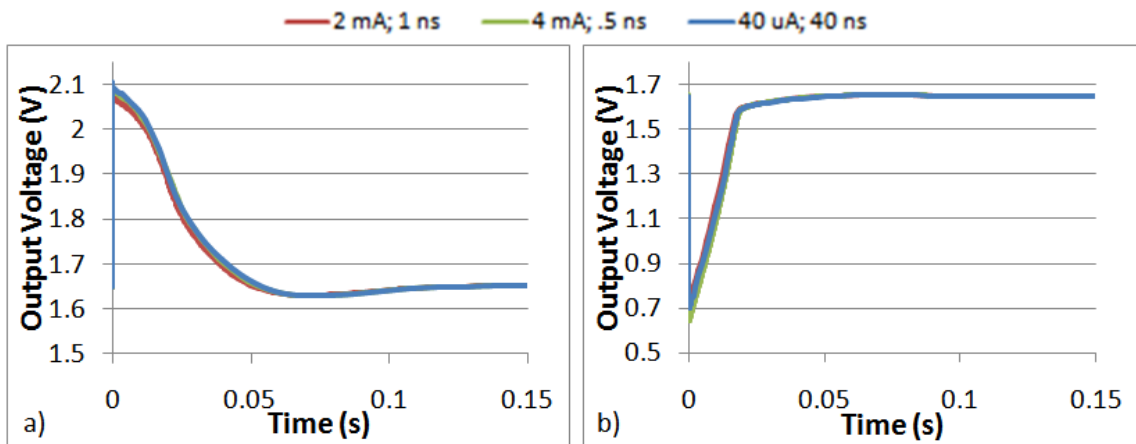 2 mA; 1 ns 4 mA; .5 ns 40 uA; 40 ns
Output Voltage (V)
2.1
2
1.9
1.8
1.7
1.6
1.5
0 0.05 0.1 0.15
Time (s)
a)
Output Voltage (V)
1.7
1.5
1.3
1.1
0.9
0.7
0.5
0 0.05 0.1 0.15
Time (s)
b)